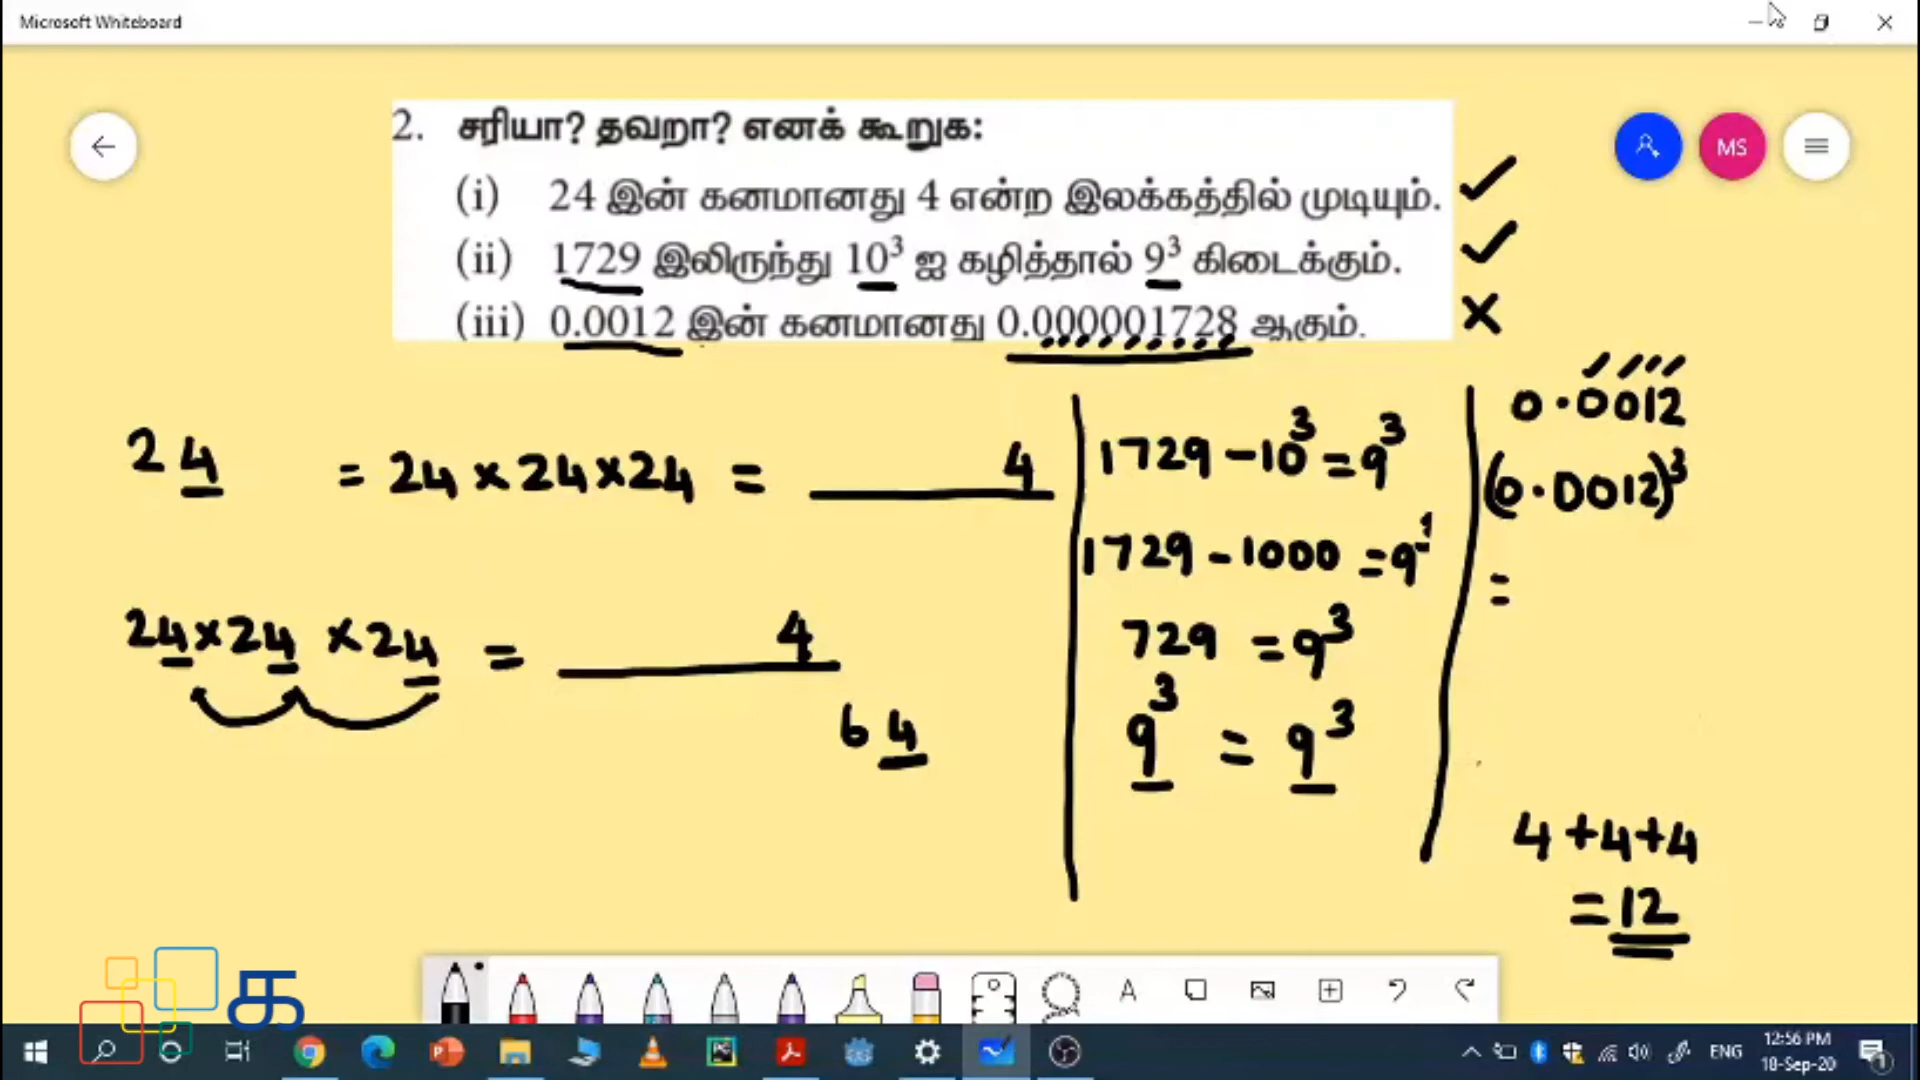 Microsoft Whiteboard
MS
2. சரியா? தவறா? எனக் கூறுக:
(i) 24 இன் கனமானது 4 என்ற இலக்கத்தில் முடியும். ✓
(ii) 1729 இலிருந்து 10³ ஐ கழித்தால் 9³ கிடைக்கும். ✓
(iii) 0.0012 இன் கனமானது 0.000001728 ஆகும். ×
24 = 24×24×24 = 4
24×24×24 = 4
64
1729-10³=9³
1729-1000=9
729 =9³
9³ = 9³
0.0012
(0.0012)³
=
4+4+4
=12
க
A
ENG
12:56 PM
18-Sep-20
1